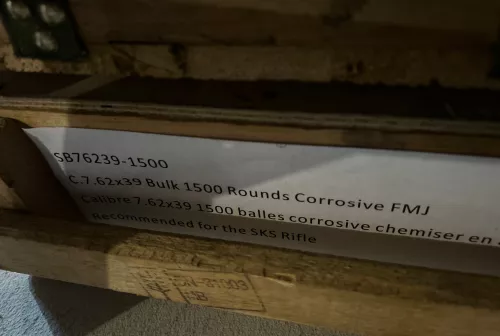 SB76239-1500
C.7.62x39 Bulk 1500 Rounds Corrosive FMJ
Calibre 7.62x39 1500 balles corrosive chemiser en
Recommended for the SKS Rifle